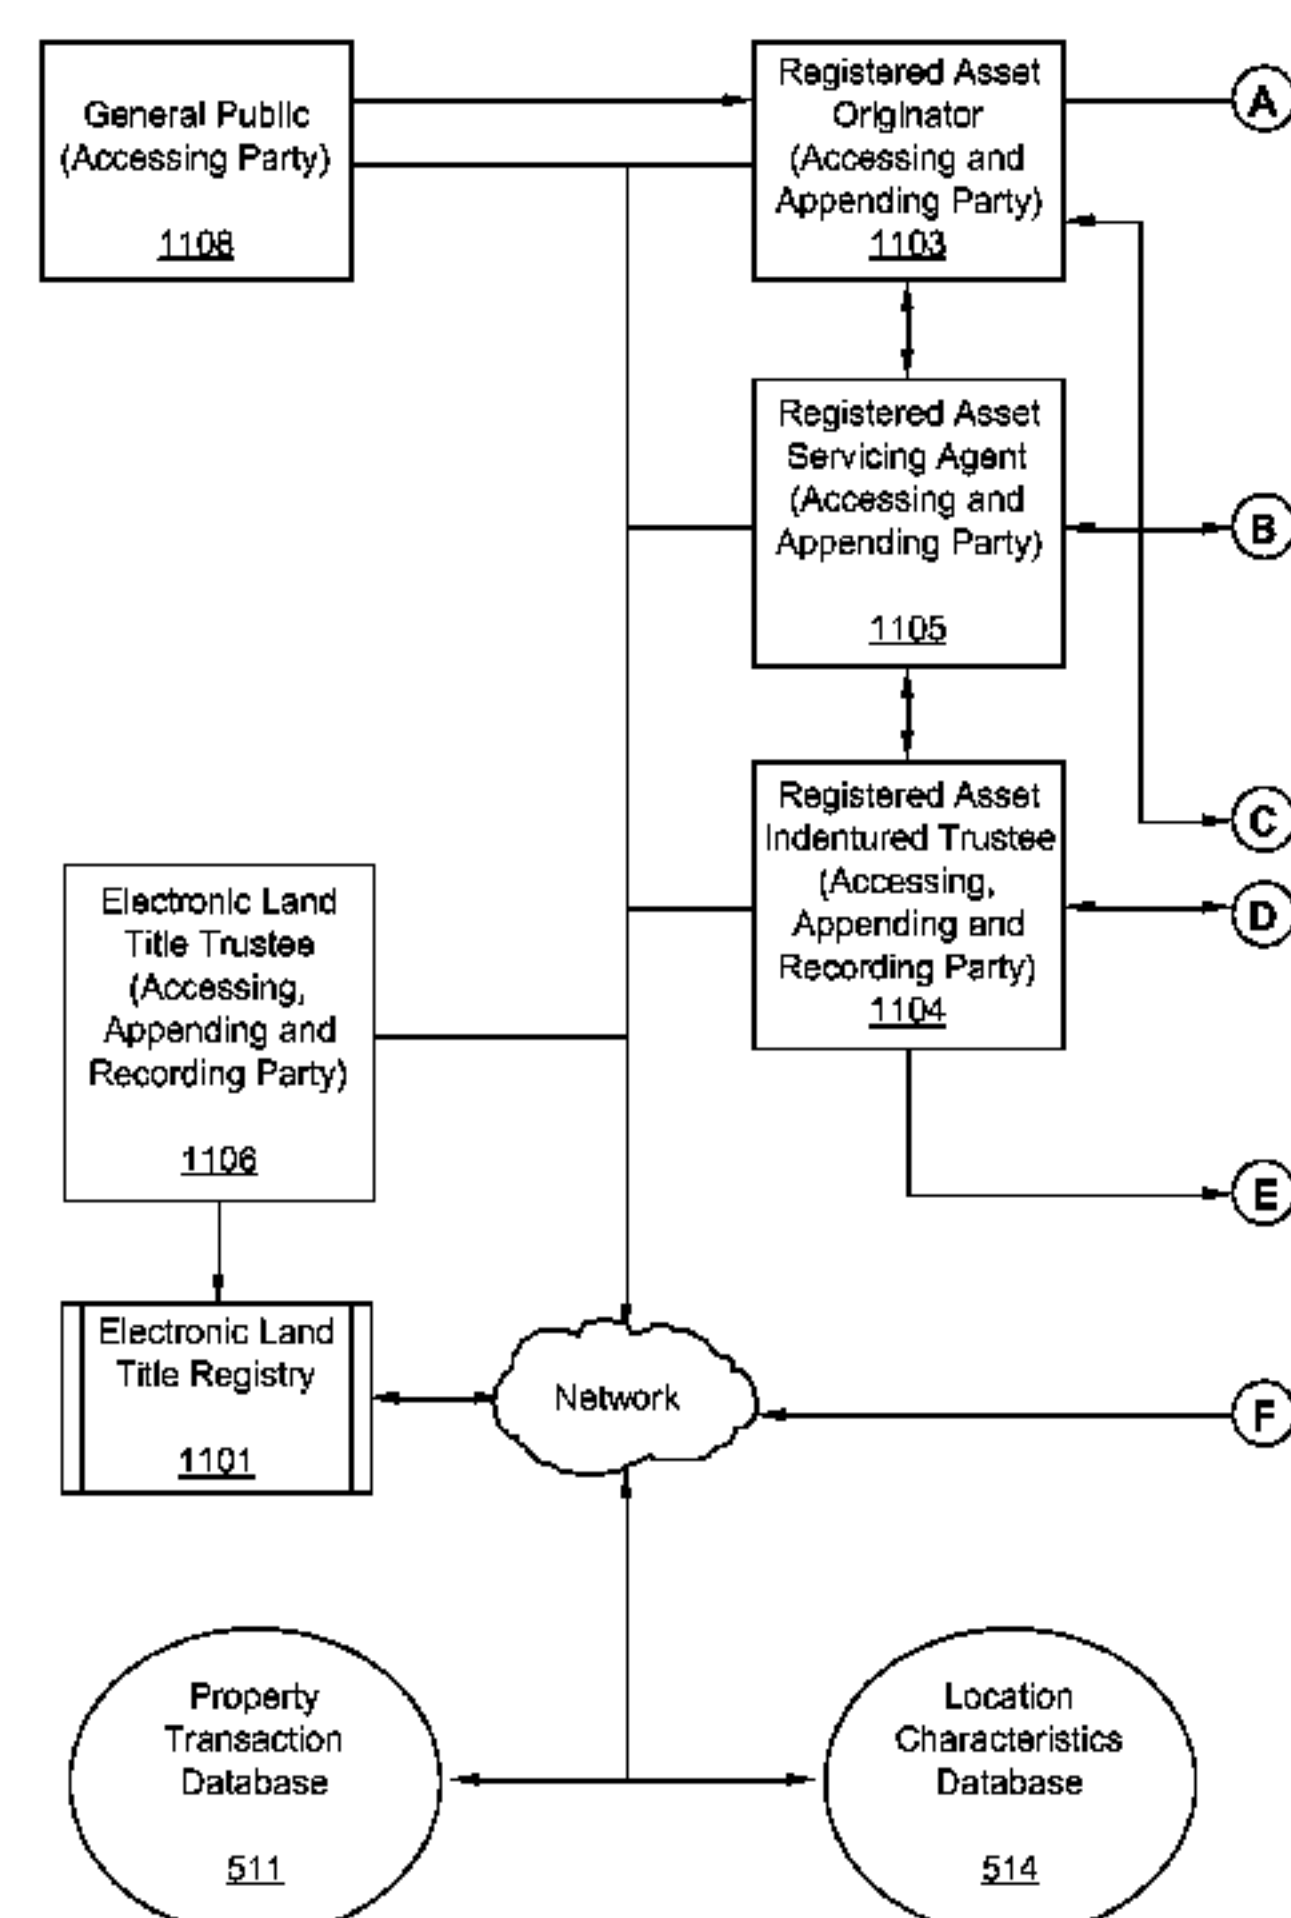 General Public
(Accessing Party)
1108
Registered Asset
Originator
(Accessing and
Appending Party)
1103
A
Registered Asset
Servicing Agent
(Accessing and
Appending Party)
1105
B
Registered Asset
Indentured Trustee
(Accessing,
Appending and
Recording Party)
1104
C
D
Electronic Land
Title Trustee
(Accessing,
Appending and
Recording Party)
1106
E
Electronic Land
Title Registry
1101
Network
F
Property
Transaction
Database
511
Location
Characteristics
Database
514